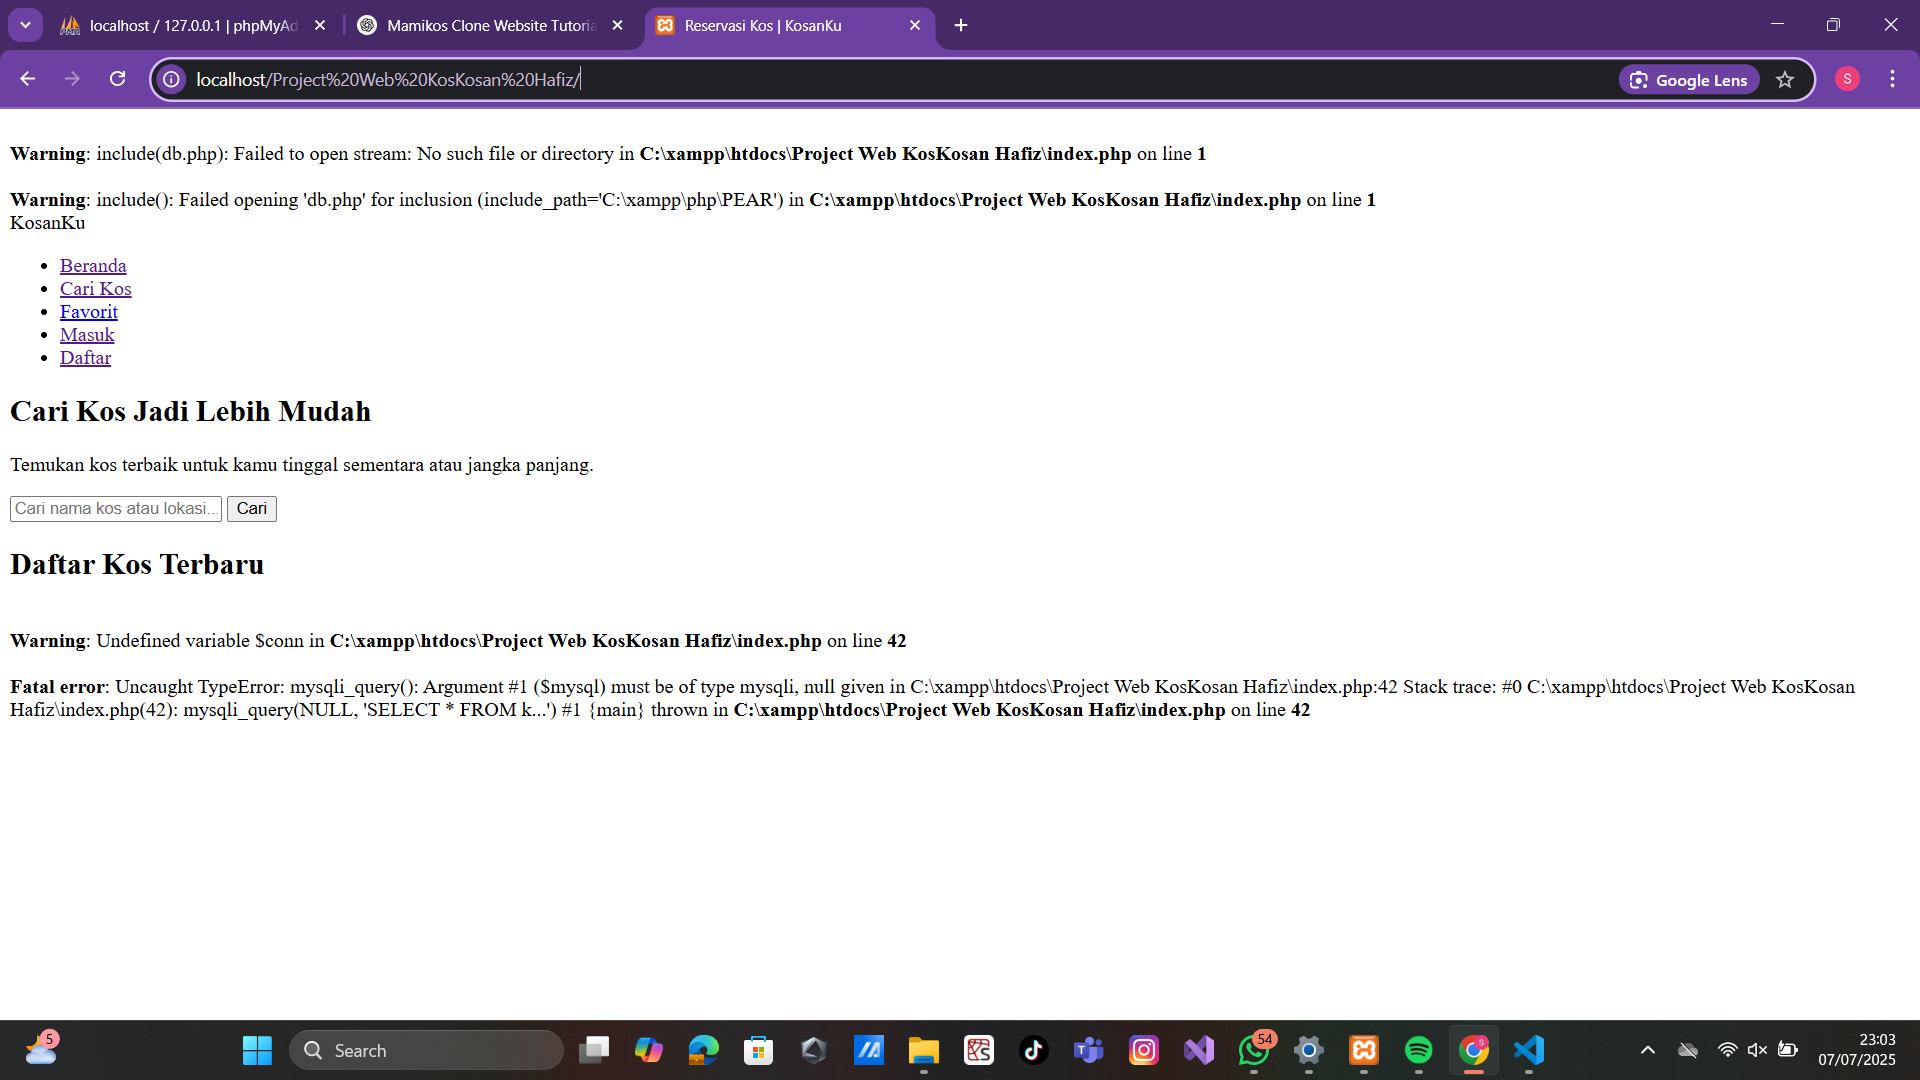 localhost / 127.0.0.1 | phpMyAd
Mamikos Clone Website Tutoria
Reservasi Kos | KosanKu
localhost/Project%20Web%20KosKosan%20Hafiz/
Google Lens
S
Warning: include(db.php): Failed to open stream: No such file or directory in C:\xampp\htdocs\Project Web KosKosan Hafiz\index.php on line 1
Warning: include(): Failed opening 'db.php' for inclusion (include_path='C:\xampp\php\PEAR') in C:\xampp\htdocs\Project Web KosKosan Hafiz\index.php on line 1
KosanKu
Beranda
Cari Kos
Favorit
Masuk
Daftar
Cari Kos Jadi Lebih Mudah
Temukan kos terbaik untuk kamu tinggal sementara atau jangka panjang.
Cari nama kos atau lokasi... Cari
Daftar Kos Terbaru
Warning: Undefined variable $conn in C:\xampp\htdocs\Project Web KosKosan Hafiz\index.php on line 42
Fatal error: Uncaught TypeError: mysqli_query(): Argument #1 ($mysql) must be of type mysqli, null given in C:\xampp\htdocs\Project Web KosKosan Hafiz\index.php:42 Stack trace: #0 C:\xampp\htdocs\Project Web KosKosan
Hafiz\index.php(42): mysqli_query(NULL, 'SELECT * FROM k...') #1 {main} thrown in C:\xampp\htdocs\Project Web KosKosan Hafiz\index.php on line 42
5
Search
54
23:03
07/07/2025